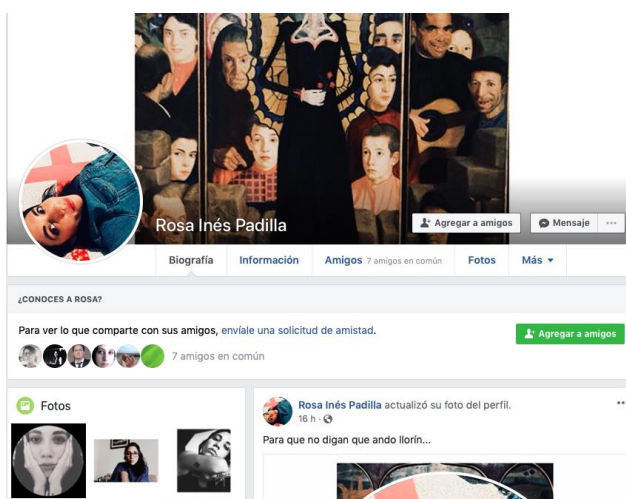 Rosa Inés Padilla
Agregar a amigos
Mensaje
Biografía
Información
Amigos 7 amigos en común
Fotos
Más
¿CONOCES A ROSA?
Para ver lo que comparte con sus amigos, envíale una solicitud de amistad.
Agregar a amigos
7 amigos en común
Fotos
Rosa Inés Padilla actualizó su foto del perfil.
16 h ·
Para que no digan que ando llorín...